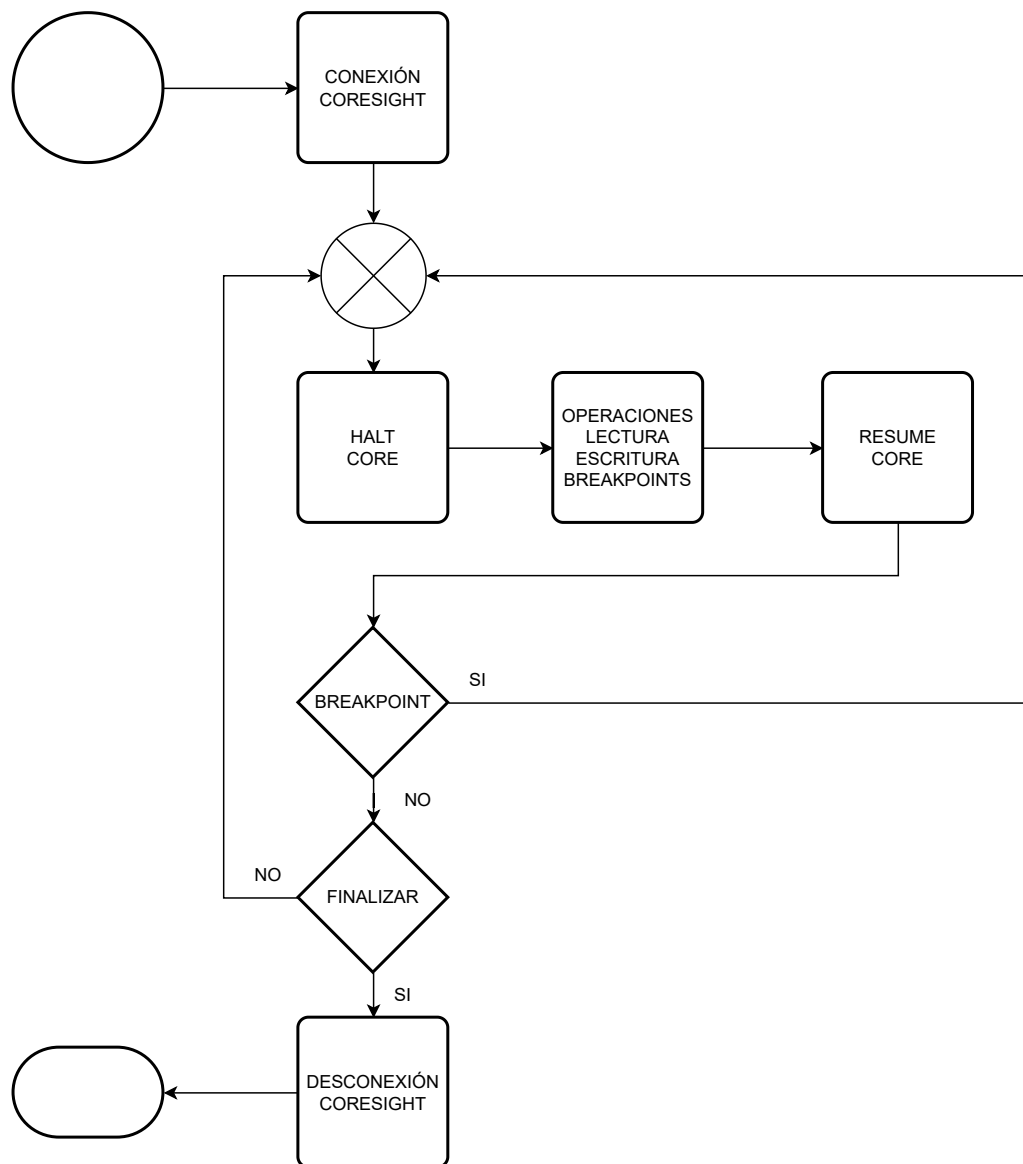 CONEXIÓN
CORESIGHT
HALT
CORE
OPERACIONES
LECTURA
ESCRITURA
BREAKPOINTS
RESUME
CORE
BREAKPOINT
SI
NO
FINALIZAR
NO
SI
DESCONEXIÓN
CORESIGHT